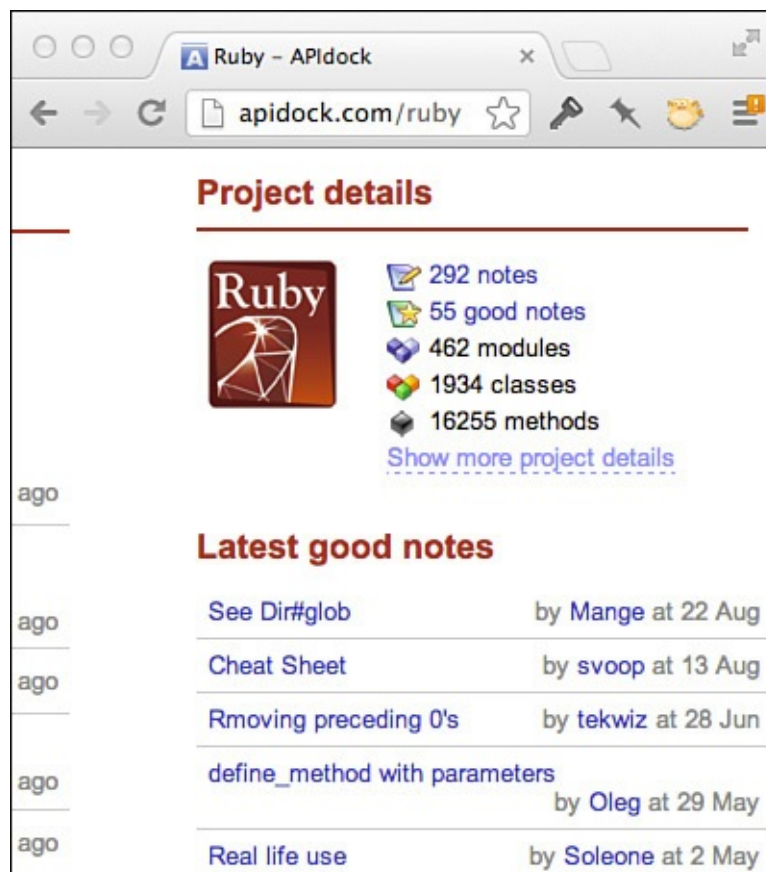 Ruby – APIdock
apidock.com/ruby
Project details
Ruby
292 notes
55 good notes
462 modules
1934 classes
16255 methods
Show more project details
ago
Latest good notes
See Dir#glob by Mange at 22 Aug
ago
Cheat Sheet by svoop at 13 Aug
ago
Rmoving preceding 0's by tekwiz at 28 Jun
define_method with parameters
ago
by Oleg at 29 May
ago
Real life use by Soleone at 2 May